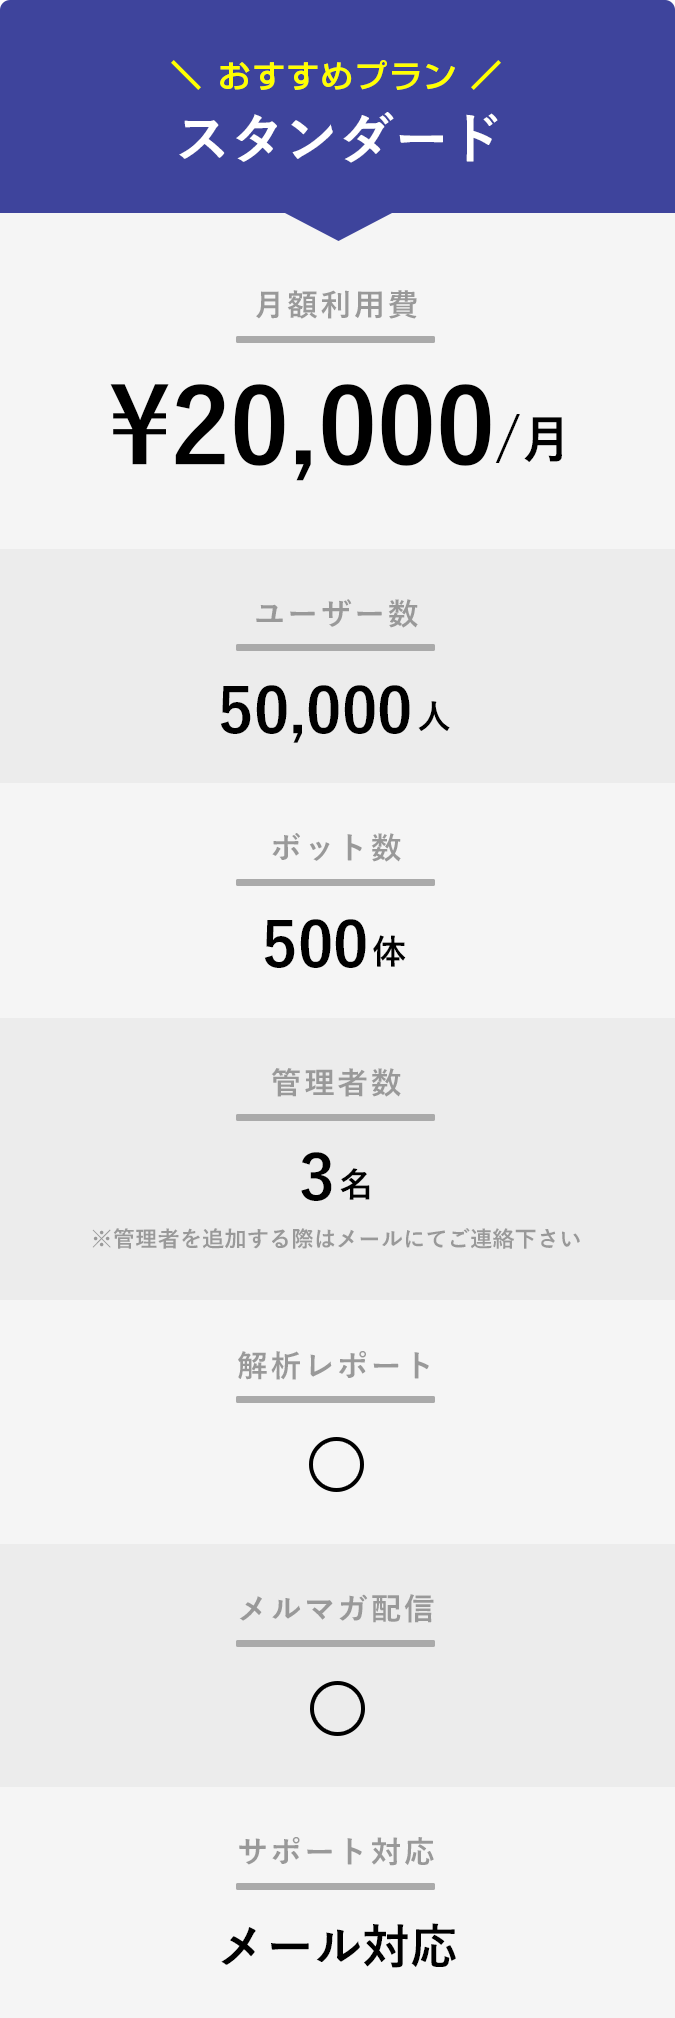 ＼ おすすめプラン ／
スタンダード
月額利用費
¥20,000/月
ユーザー数
50,000人
ボット数
500体
管理者数
3名
※管理者を追加する際はメールにてご連絡下さい
解析レポート
○
メルマガ配信
○
サポート対応
メール対応